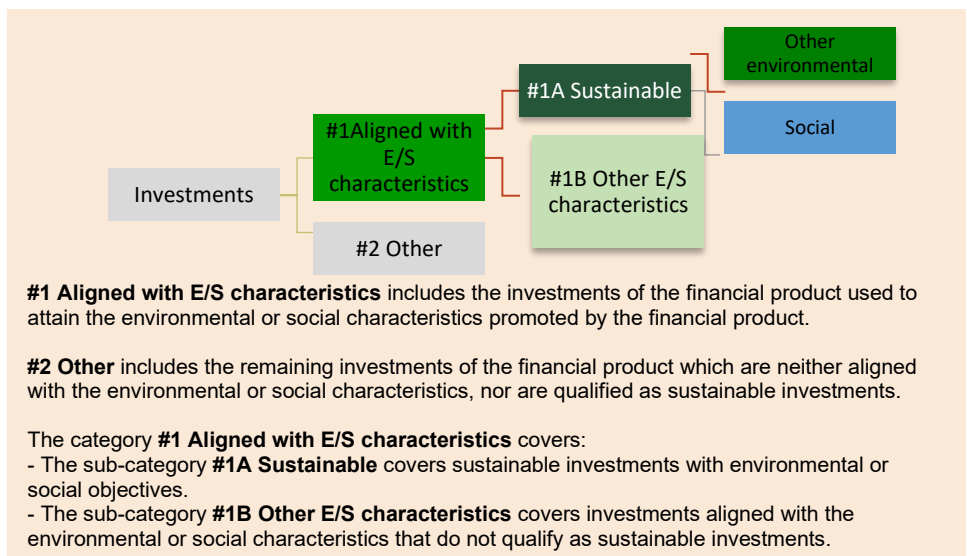 Other
environmental
#1A Sustainable
Social
#1Aligned with
E/S
characteristics
#1B Other E/S
characteristics
Investments
#2 Other
#1 Aligned with E/S characteristics includes the investments of the financial product used to
attain the environmental or social characteristics promoted by the financial product.
#2 Other includes the remaining investments of the financial product which are neither aligned
with the environmental or social characteristics, nor are qualified as sustainable investments.
The category #1 Aligned with E/S characteristics covers:
- The sub-category #1A Sustainable covers sustainable investments with environmental or
social objectives.
- The sub-category #1B Other E/S characteristics covers investments aligned with the
environmental or social characteristics that do not qualify as sustainable investments.